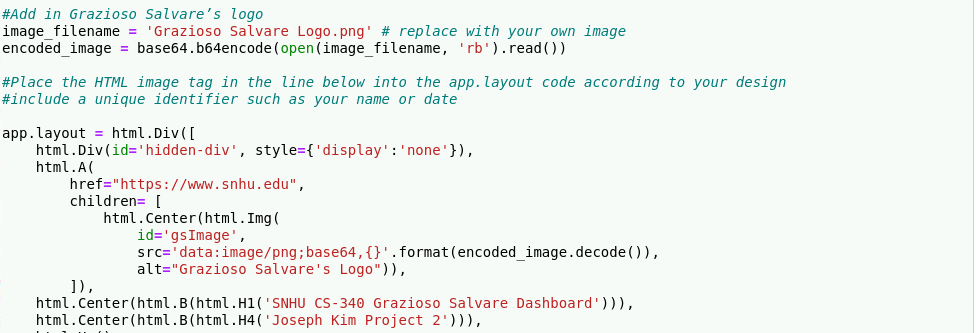 #Add in Grazioso Salvare’s logo
image_filename = 'Grazioso Salvare Logo.png' # replace with your own image
encoded_image = base64.b64encode(open(image_filename, 'rb').read())

#Place the HTML image tag in the line below into the app.layout code according to your design
#include a unique identifier such as your name or date

app.layout = html.Div([
    html.Div(id='hidden-div', style={'display':'none'}),
    html.A(
        href="https://www.snhu.edu",
        children= [
            html.Center(html.Img(
                id='gsImage',
                src='data:image/png;base64,{}'.format(encoded_image.decode()),
                alt="Grazioso Salvare's Logo")),
        ]),
    html.Center(html.B(html.H1('SNHU CS-340 Grazioso Salvare Dashboard'))),
    html.Center(html.B(html.H4('Joseph Kim Project 2'))),